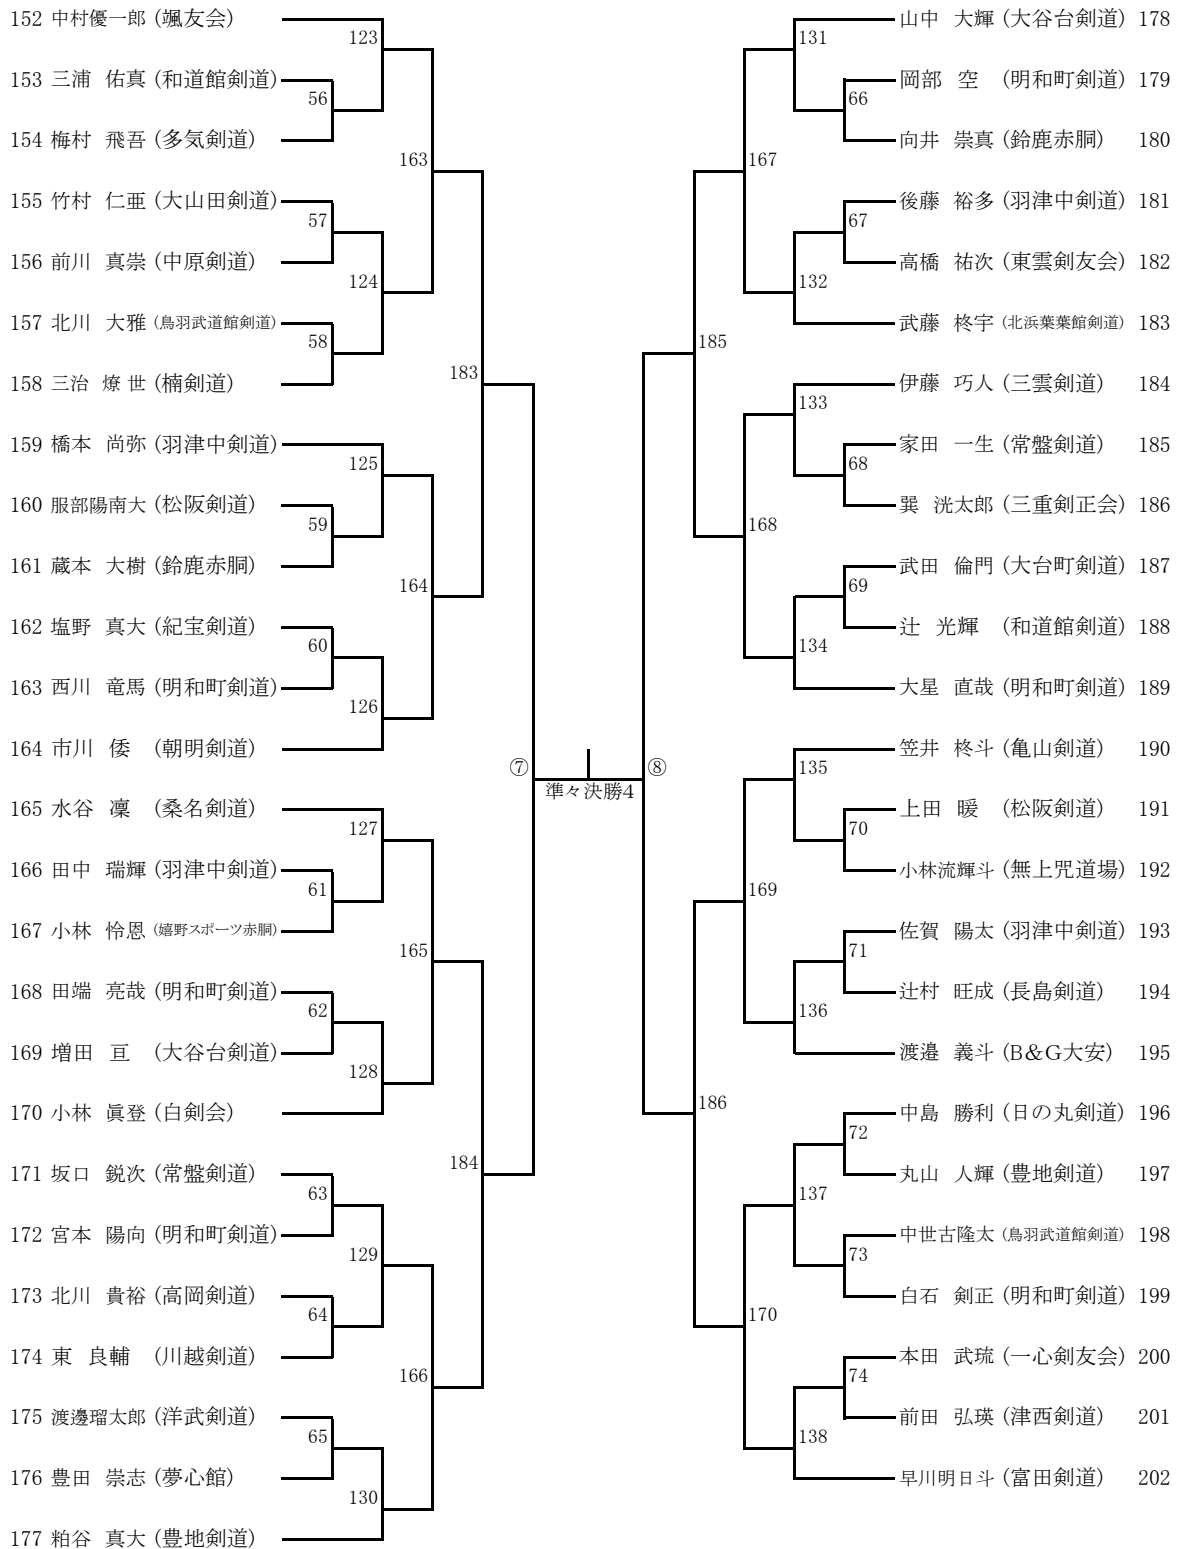 152 中村優一郎 (颯友会)
123
153 三浦 佑真 (和道館剣道)
56
154 梅村 飛吾 (多気剣道)
163
155 竹村 仁亜 (大山田剣道)
57
156 前川 真崇 (中原剣道)
124
157 北川 大雅 (鳥羽武道館剣道)
58
158 三治 燎世 (楠剣道)
183
159 橋本 尚弥 (羽津中剣道)
125
160 服部陽南大 (松阪剣道)
59
161 蔵本 大樹 (鈴鹿赤胴)
164
162 塩野 真大 (紀宝剣道)
60
163 西川 竜馬 (明和町剣道)
126
164 市川 倭 (朝明剣道)
⑦
165 水谷 凜 (桑名剣道)
127
166 田中 瑞輝 (羽津中剣道)
61
167 小林 怜恩 (嬉野スポーツ赤胴)
165
168 田端 亮哉 (明和町剣道)
62
169 増田 亘 (大谷台剣道)
128
170 小林 眞登 (白剣会)
184
171 坂口 鋭次 (常盤剣道)
63
172 宮本 陽向 (明和町剣道)
129
173 北川 貴裕 (高岡剣道)
64
174 東 良輔 (川越剣道)
166
175 渡邊瑠太郎 (洋武剣道)
65
176 豊田 崇志 (夢心館)
130
177 粕谷 真大 (豊地剣道)
準々決勝4
山中 大輝 (大谷台剣道) 178
131
岡部 空 (明和町剣道) 179
66
向井 崇真 (鈴鹿赤胴) 180
167
後藤 裕多 (羽津中剣道) 181
67
高橋 祐次 (東雲剣友会) 182
132
武藤 柊宇 (北浜葉葉館剣道) 183
185
伊藤 巧人 (三雲剣道) 184
133
家田 一生 (常盤剣道) 185
68
巽 洸太郎 (三重剣正会) 186
168
武田 倫門 (大台町剣道) 187
69
辻 光輝 (和道館剣道) 188
134
大星 直哉 (明和町剣道) 189
笠井 柊斗 (亀山剣道) 190
⑧
135
上田 暖 (松阪剣道) 191
70
小林流輝斗 (無上咒道場) 192
169
佐賀 陽太 (羽津中剣道) 193
71
辻村 旺成 (長島剣道) 194
136
渡邉 義斗 (B&G大安) 195
186
中島 勝利 (日の丸剣道) 196
72
丸山 人輝 (豊地剣道) 197
137
中世古隆太 (鳥羽武道館剣道) 198
73
白石 剣正 (明和町剣道) 199
170
本田 武琉 (一心剣友会) 200
74
前田 弘瑛 (津西剣道) 201
138
早川明日斗 (富田剣道) 202